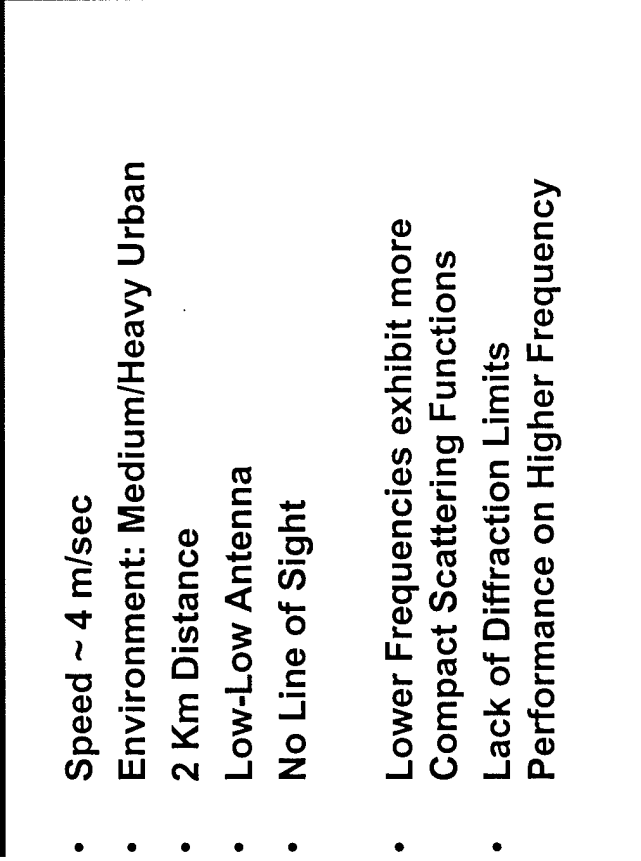 • Speed ~ 4 m/sec
• Environment: Medium/Heavy Urban
• 2 Km Distance
• Low-Low Antenna
• No Line of Sight
• Lower Frequencies exhibit more
Compact Scattering Functions
• Lack of Diffraction Limits
Performance on Higher Frequency